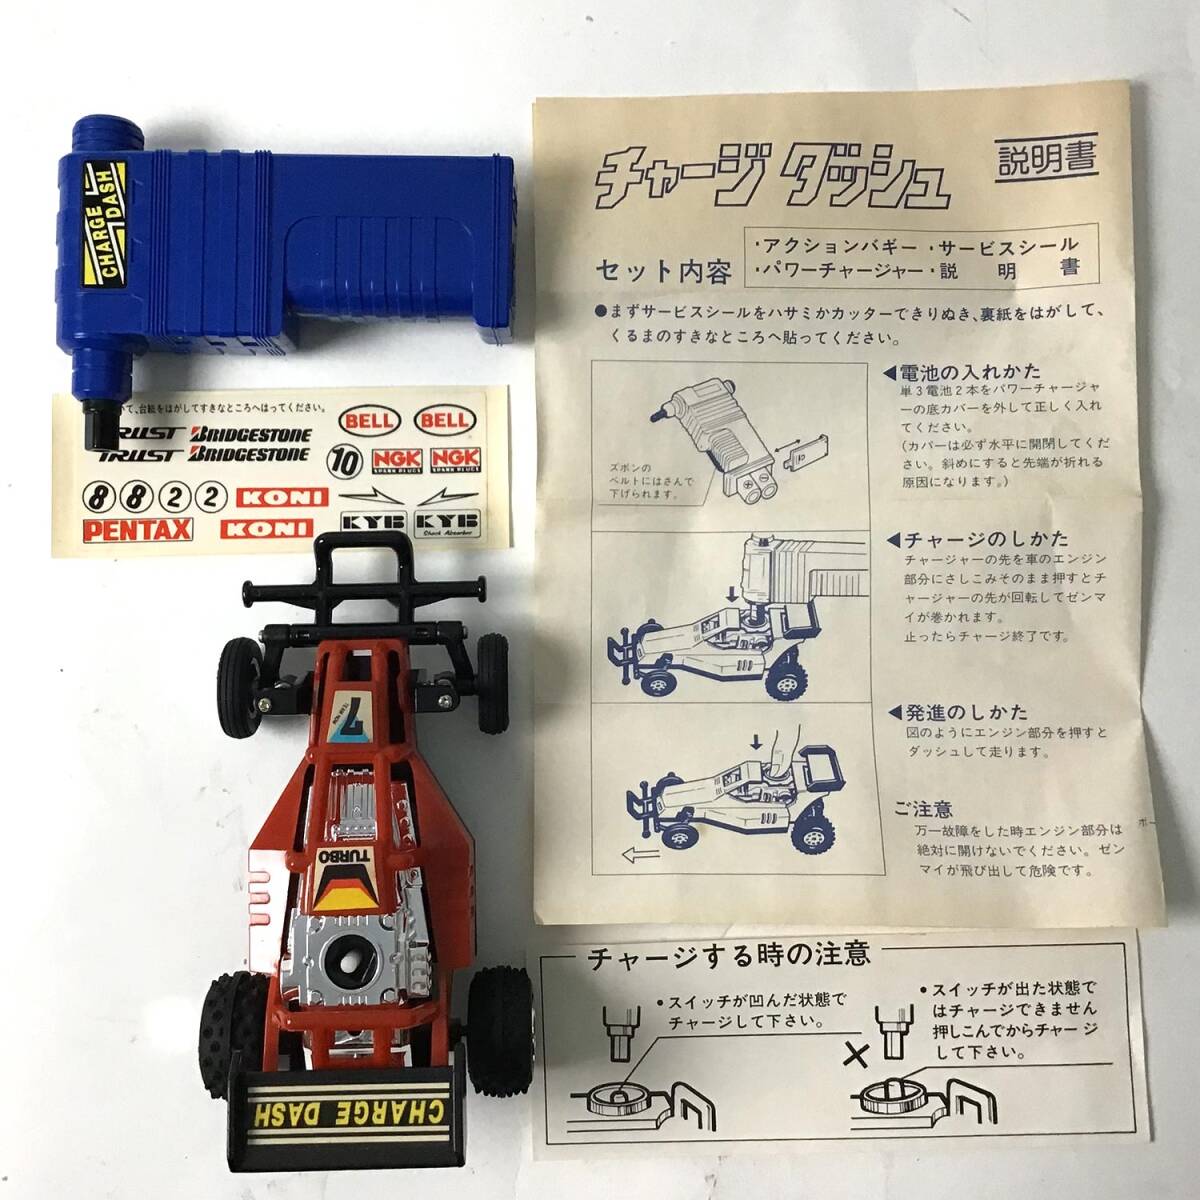 CHARGE
DASH
て、台紙をはがしてすきなところへはってください。
TRUST BRIDGESTONE
TRUST BRIDGESTONE
BELL BELL
10 NGK NGK
SPARK PLUGS SPARK PLUGS
8 8 2 2 KONI
PENTAX KONI
KYB KYB
Shock Absorber
7
TURBO
CHARGE DASH
チャージ ダッシュ
説明書
セット内容
・アクションバギー・サービスシール
・パワーチャージャー・説明書
●まずサービスシールをハサミかカッターできりぬき、裏紙をはがして、
くるまのすきなところへ貼ってください。
ズボンの
ベルトにはさんで
下げられます。
◀電池の入れかた
単3電池2本をパワーチャージャ
ーの底カバーを外して正しく入れ
てください。
(カバーは必ず水平に開閉してくだ
さい。斜めにすると先端が折れる
原因になります。)
◀チャージのしかた
チャージャーの先を車のエンジン
部分にさしこみそのまま押すとチ
ャージャーの先が回転してゼンマ
イが巻かれます。
止ったらチャージ終了です。
◀発進のしかた
図のようにエンジン部分を押すと
ダッシュして走ります。
ご注意
万一故障をした時エンジン部分は
絶対に開けないでください。ゼン
マイが飛び出して危険です。
ボー
チャージする時の注意
●スイッチが凹んだ状態で
チャージして下さい。
●スイッチが出た状態で
はチャージできません
押しこんでからチャージ
して下さい。
×